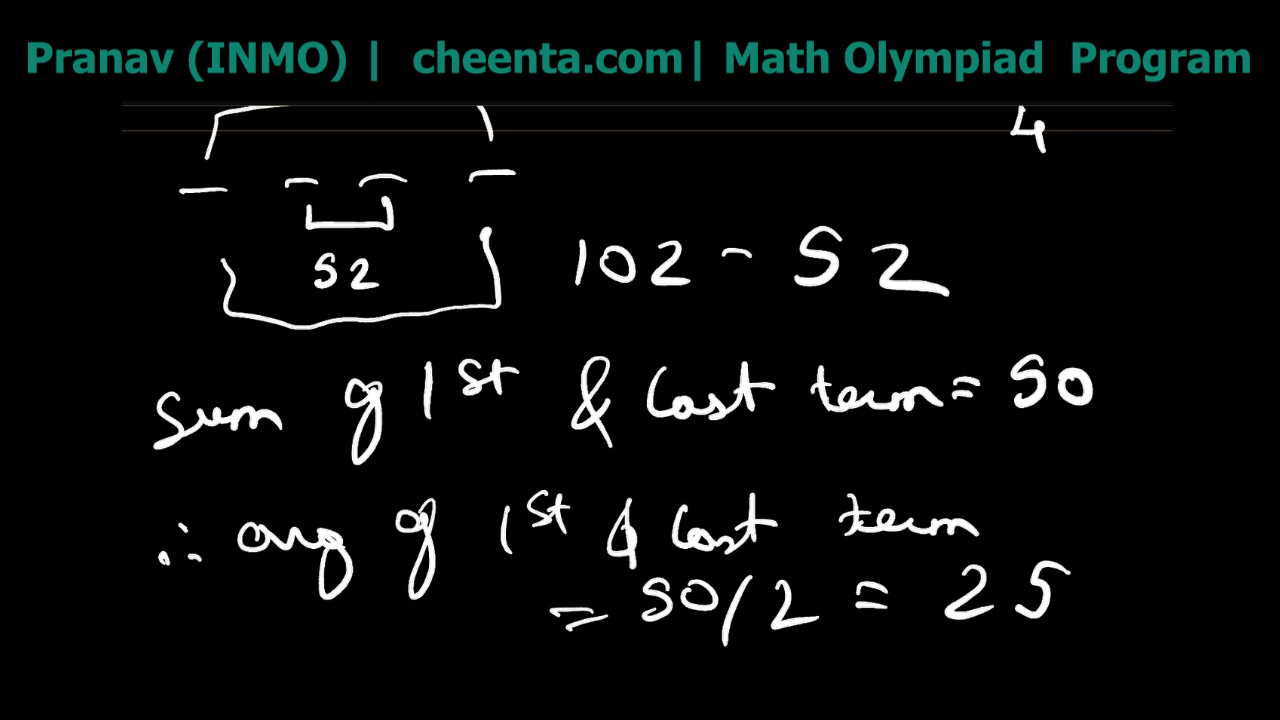 Pranav (INMO) | cheenta.com| Math Olympiad Program
4
52
102 - 52
Sum of 1st & last term = 50
∴ avg of 1st & last term
= 50/2 = 25